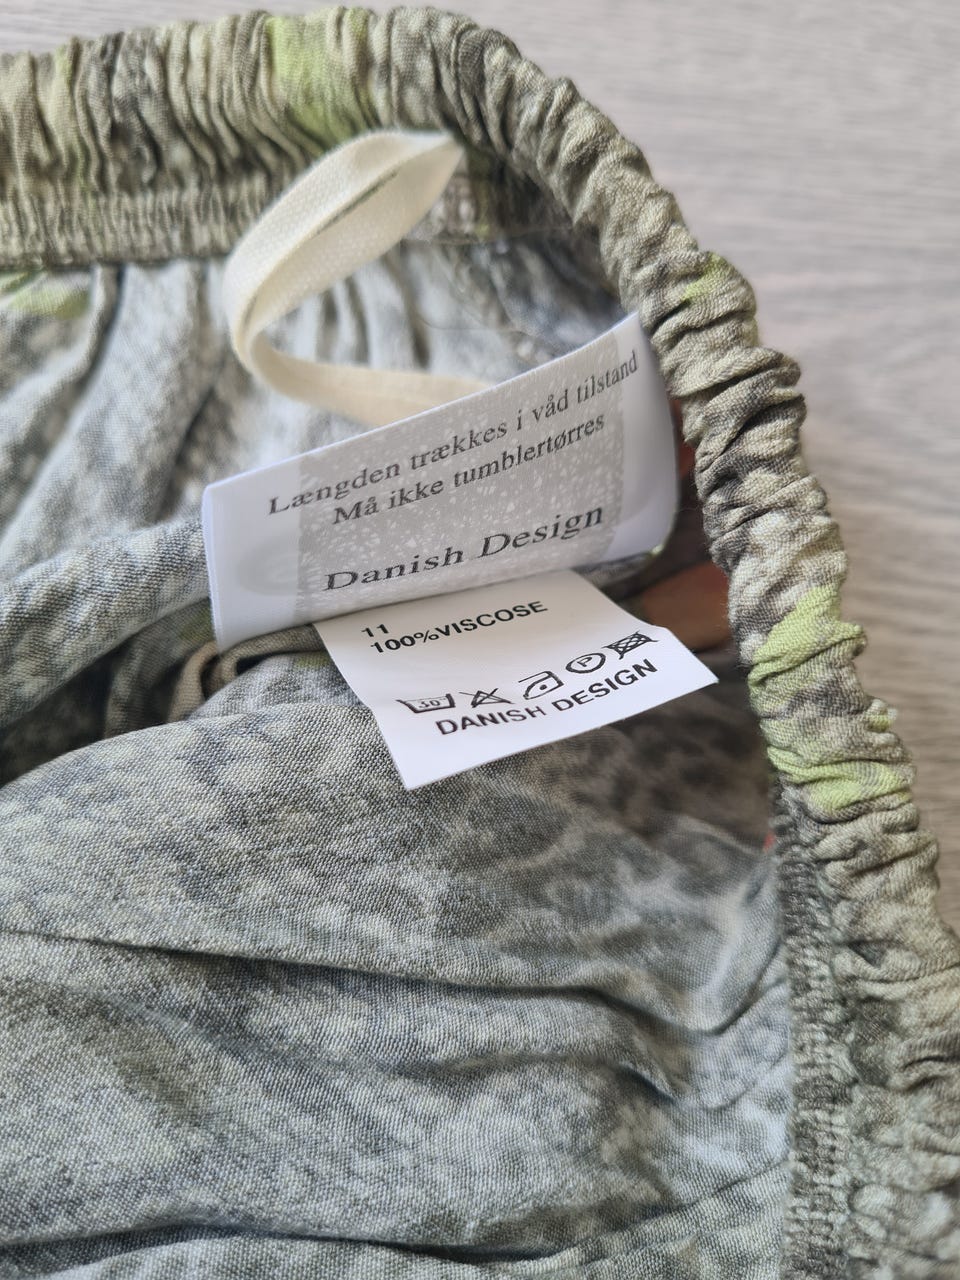 Længden trækkes i våd tilstand
Må ikke tumblertørres
Danish Design
11
100%VISCOSE
30
P
DANISH DESIGN